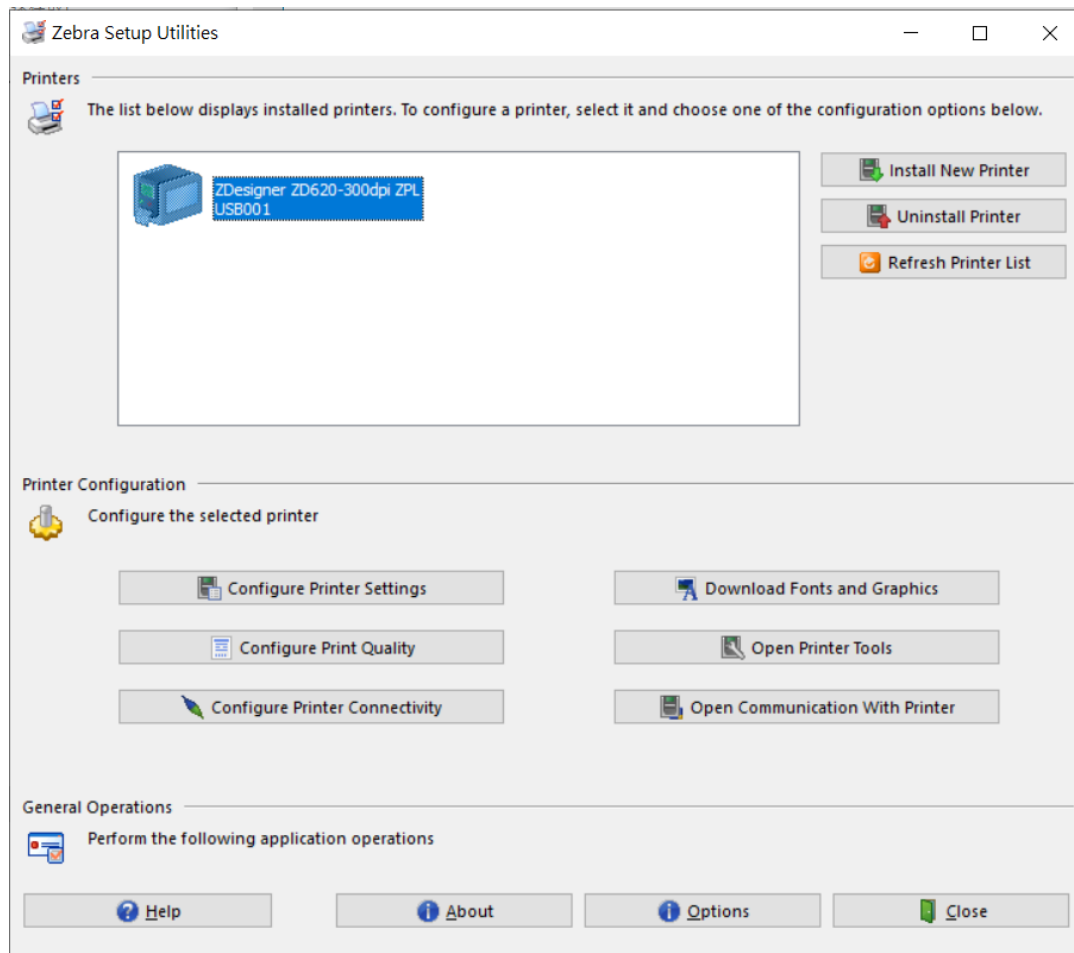 Zebra Setup Utilities
Printers
The list below displays installed printers. To configure a printer, select it and choose one of the configuration options below.
ZDesigner ZD620-300dpi ZPL
USB001
Install New Printer
Uninstall Printer
Refresh Printer List
Printer Configuration
Configure the selected printer
Configure Printer Settings
Download Fonts and Graphics
Configure Print Quality
Open Printer Tools
Configure Printer Connectivity
Open Communication With Printer
General Operations
Perform the following application operations
Help
About
Options
Close